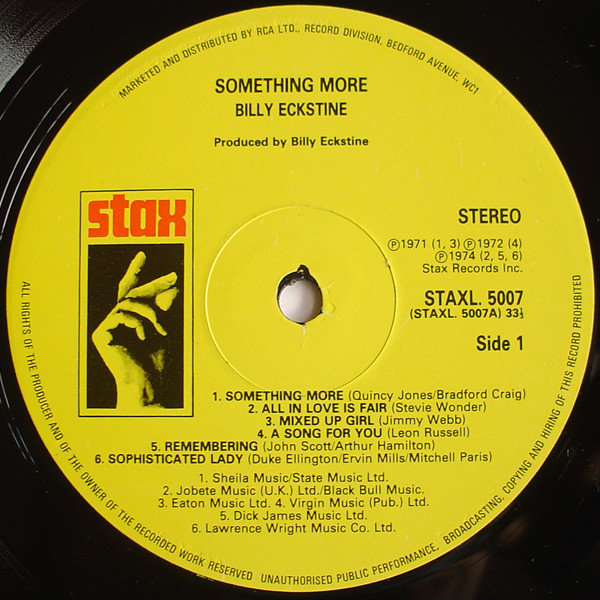 MARKETED AND DISTRIBUTED BY RCA LTD., RECORD DIVISION, BEDFORD AVENUE, WC1
SOMETHING MORE
BILLY ECKSTINE
Produced by Billy Eckstine
stax
STEREO
Ⓟ1971 (1, 3) Ⓟ1972 (4)
Ⓟ1974 (2, 5, 6)
Stax Records Inc.
STAXL. 5007
(STAXL. 5007A) 33⅓
Side 1
1. SOMETHING MORE (Quincy Jones/Bradford Craig)
2. ALL IN LOVE IS FAIR (Stevie Wonder)
3. MIXED UP GIRL (Jimmy Webb)
4. A SONG FOR YOU (Leon Russell)
5. REMEMBERING (John Scott/Arthur Hamilton)
6. SOPHISTICATED LADY (Duke Ellington/Ervin Mills/Mitchell Paris)
1. Sheila Music/State Music Ltd.
2. Jobete Music (U.K.) Ltd./Black Bull Music.
3. Eaton Music Ltd. 4. Virgin Music (Pub.) Ltd.
5. Dick James Music Ltd.
6. Lawrence Wright Music Co. Ltd.
ALL RIGHTS OF THE PRODUCER AND OF THE OWNER OF THE RECORDED WORK RESERVED UNAUTHORISED PUBLIC PERFORMANCE, BROADCASTING, COPYING AND HIRING OF THIS RECORD PROHIBITED